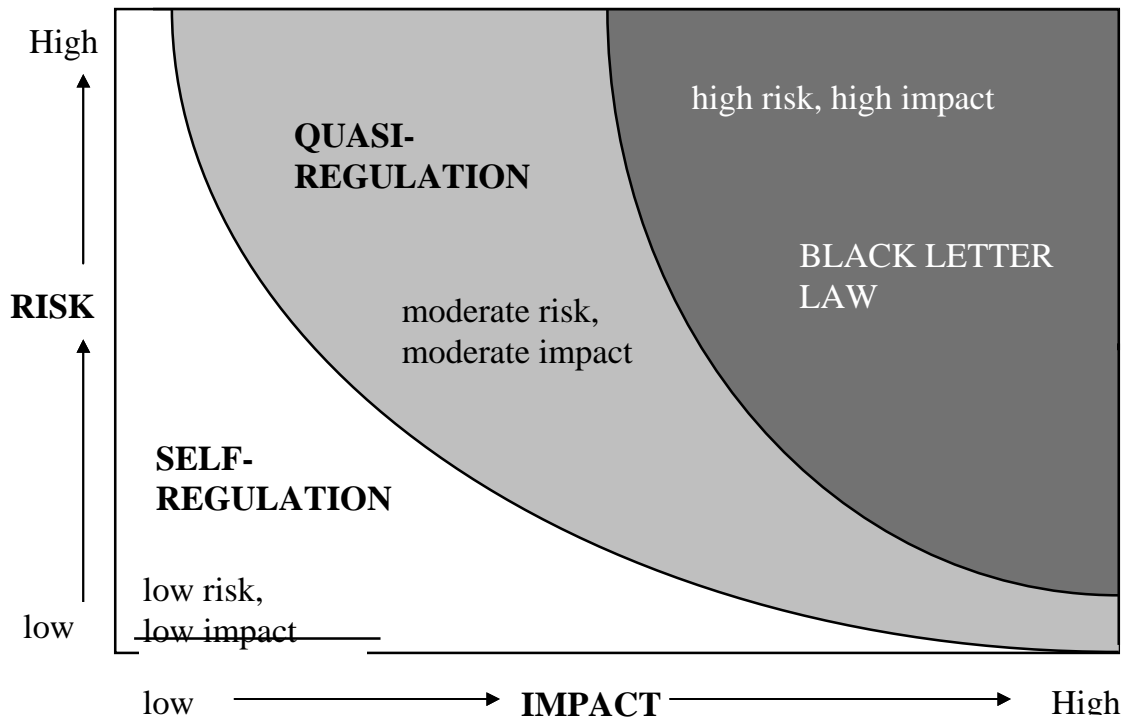 High
high risk, high impact
QUASI-
REGULATION
BLACK LETTER
LAW
RISK
moderate risk,
moderate impact
SELF-
REGULATION
low risk,
low impact
low
low
IMPACT
High